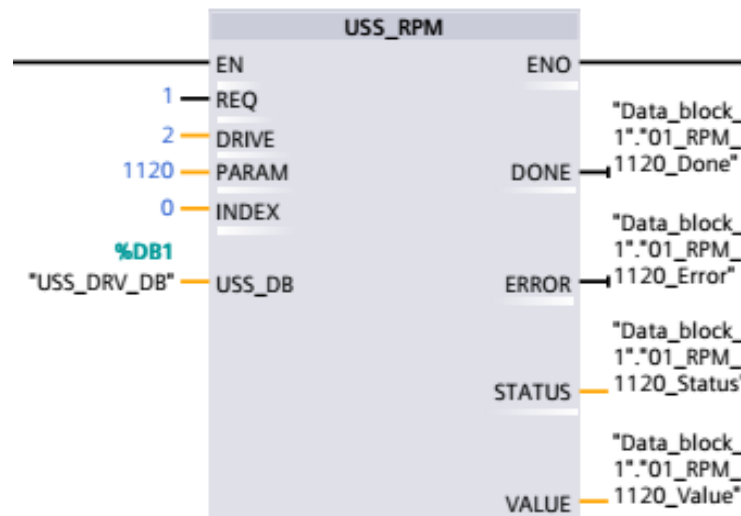 USS_RPM
EN ENO
1 REQ
"Data_block_
2 DRIVE
1"."01_RPM_
1120 PARAM DONE 1120_Done"
0 INDEX
"Data_block_
%DB1
1"."01_RPM_
"USS_DRV_DB" USS_DB ERROR 1120_Error"
"Data_block_
1"."01_RPM_
STATUS 1120_Status"
"Data_block_
1"."01_RPM_
VALUE 1120_Value"